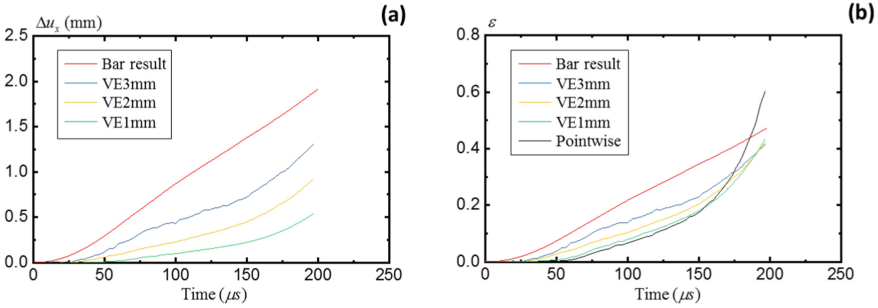 Δuₓ (mm)
(a)
2.5
2.0
1.5
1.0
0.5
0.0
Bar result
VE3mm
VE2mm
VE1mm
0
50
100
150
200
250
Time (μs)
ε
(b)
0.8
0.6
0.4
0.2
0.0
Bar result
VE3mm
VE2mm
VE1mm
Pointwise
0
50
100
150
200
250
Time (μs)